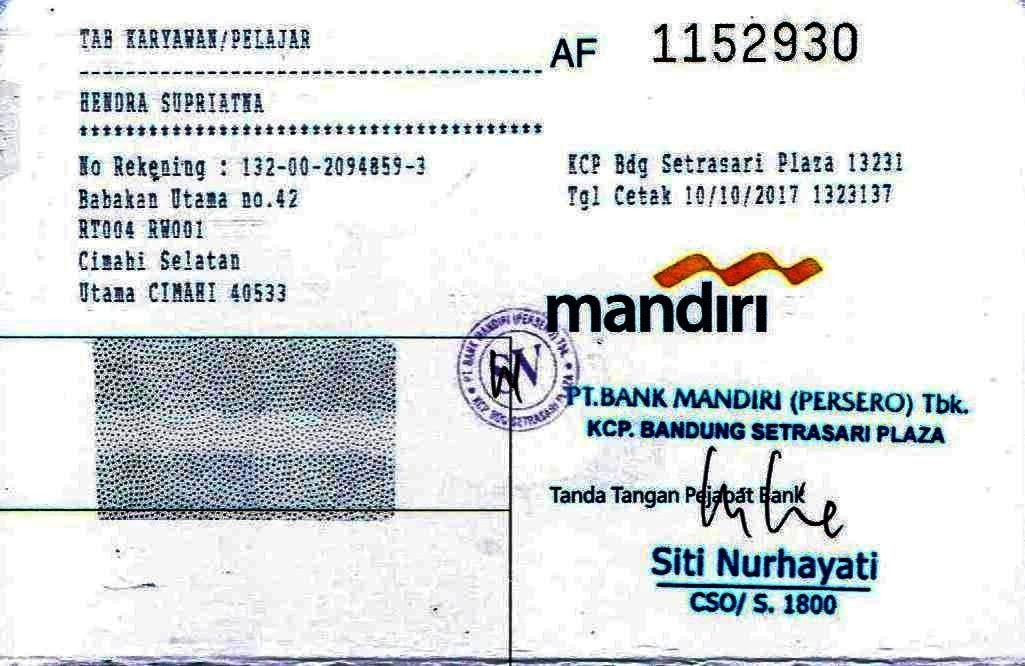 TAB KARYAWAN/PELAJAR
AF 1152930
HENDRA SUPRIATNA
****************************************
No Rekening : 132-00-2094859-3
Babakan Utama no.42
RT004 RW001
Cimahi Selatan
Utama CIMAHI 40533
KCP Bdg Setrasari Plaza 13231
Tgl Cetak 10/10/2017 1323137
mandiri
PT. BANK MANDIRI (PERSERO) Tbk.
KCP. BDG SETRASARI PLAZA
PT.BANK MANDIRI (PERSERO) Tbk.
KCP. BANDUNG SETRASARI PLAZA
Tanda Tangan Pejabat Bank
Siti Nurhayati
CSO/ S. 1800